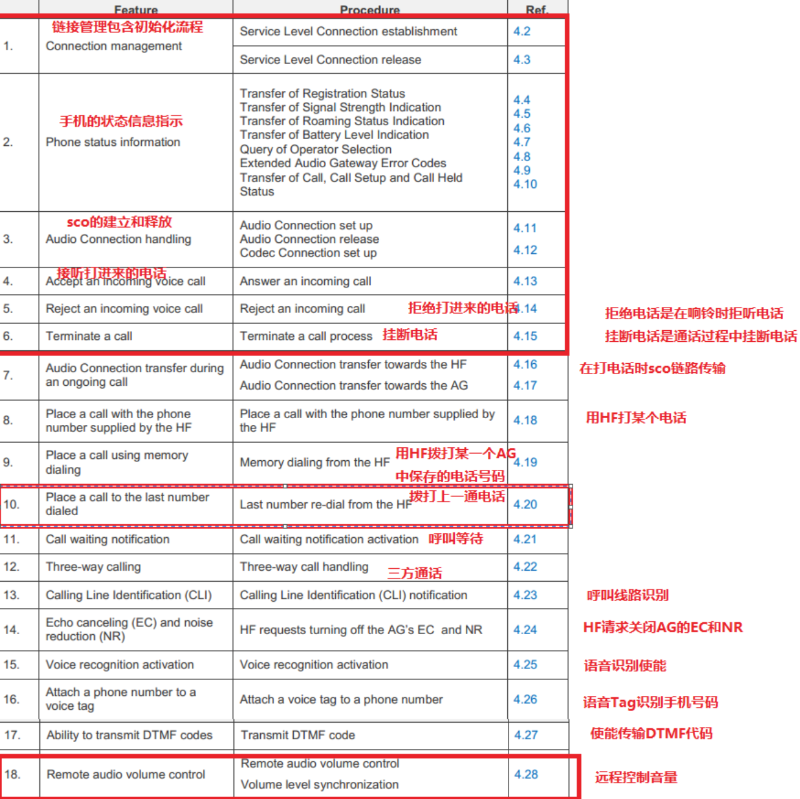 Feature Procedure Ref.
链接管理包含初始化流程
1. Connection management
Service Level Connection establishment 4.2
Service Level Connection release 4.3
手机的状态信息指示
2. Phone status information
Transfer of Registration Status 4.4
Transfer of Signal Strength Indication 4.5
Transfer of Roaming Status Indication 4.6
Transfer of Battery Level Indication 4.7
Query of Operator Selection 4.8
Extended Audio Gateway Error Codes 4.9
Transfer of Call, Call Setup and Call Held 4.10
Status
sco的建立和释放
3. Audio Connection handling
Audio Connection set up 4.11
Audio Connection release
Codec Connection set up 4.12
接听打进来的电话
4. Accept an incoming voice call Answer an incoming call 4.13
5. Reject an incoming voice call Reject an incoming call 拒绝打进来的电话 4.14 拒绝电话是在响铃时拒听电话
6. Terminate a call Terminate a call process 挂断电话 4.15 挂断电话是通话过程中挂断电话
7. Audio Connection transfer during
an ongoing call
Audio Connection transfer towards the HF 4.16
Audio Connection transfer towards the AG 4.17
在打电话时sco链路传输
8. Place a call with the phone
number supplied by the HF
Place a call with the phone number supplied by
the HF
4.18 用HF打某个电话
9. Place a call using memory
dialing
Memory dialing from the HF 用HF拨打某一个AG
中保存的电话号码
4.19
10. Place a call to the last number
dialed
Last number re-dial from the HF 拨打上一通电话
4.20
11. Call waiting notification Call waiting notification activation 呼叫等待 4.21
12. Three-way calling Three-way call handling 三方通话 4.22
13. Calling Line Identification (CLI) Calling Line Identification (CLI) notification 4.23 呼叫线路识别
14. Echo canceling (EC) and noise
reduction (NR)
HF requests turning off the AG's EC and NR 4.24 HF请求关闭AG的EC和NR
15. Voice recognition activation Voice recognition activation 4.25 语音识别使能
16. Attach a phone number to a
voice tag
Attach a voice tag to a phone number 4.26 语音Tag识别手机号码
17. Ability to transmit DTMF codes Transmit DTMF code 4.27 使能传输DTMF代码
18. Remote audio volume control
Remote audio volume control
Volume level synchronization
4.28 远程控制音量